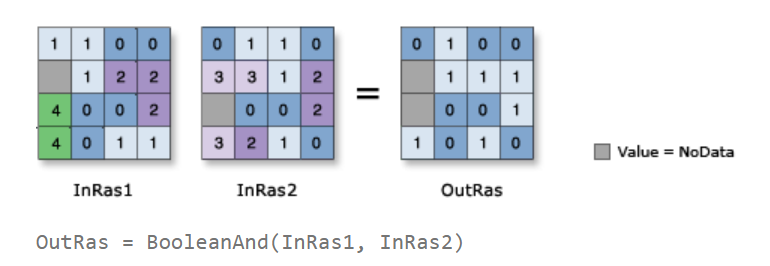 1 1 0 0 0 1 1 0 0 1 0 0
1 2 2 3 3 1 2 = 1 1 1
4 0 0 2 0 0 2 0 0 1
4 0 1 1 3 2 1 0 1 0 1 0
Value = NoData
InRas1 InRas2 OutRas
OutRas = BooleanAnd(InRas1, InRas2)